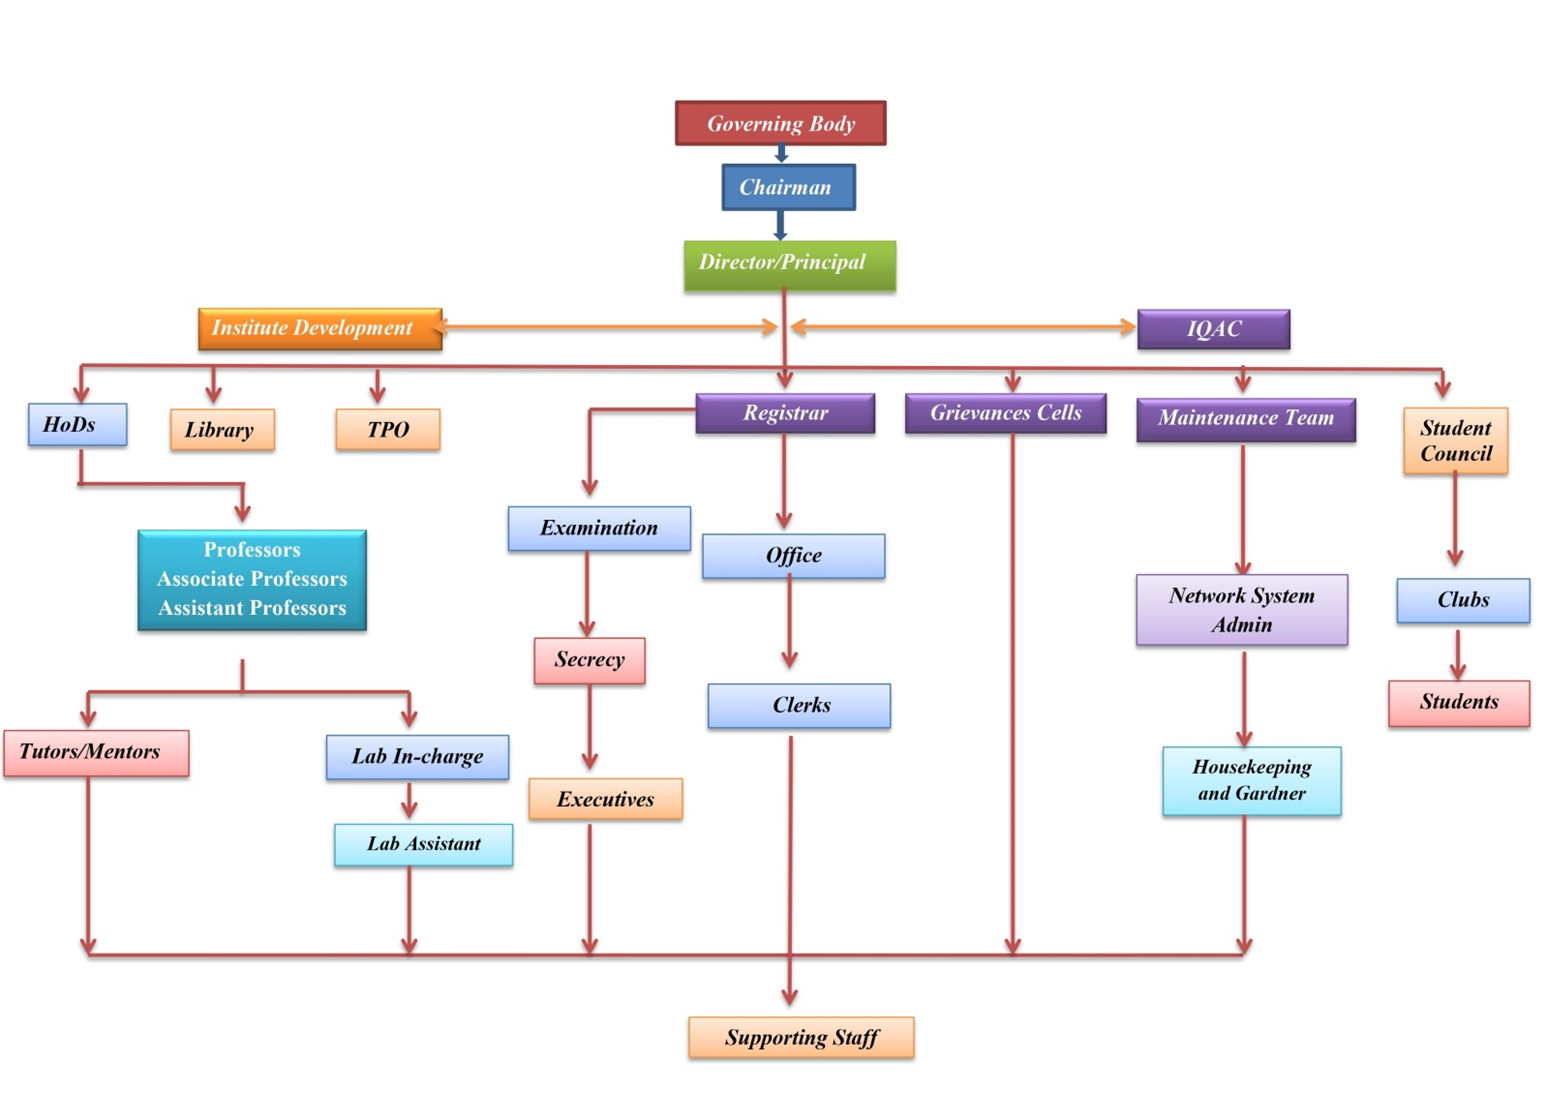 Governing Body
Chairman
Director/Principal
Institute Development
IQAC
HoDs
Library
TPO
Registrar
Grievances Cells
Maintenance Team
Student
Council
Professors
Associate Professors
Assistant Professors
Examination
Office
Network System
Admin
Clubs
Secrecy
Clerks
Students
Tutors/Mentors
Lab In-charge
Housekeeping
and Gardner
Executives
Lab Assistant
Supporting Staff